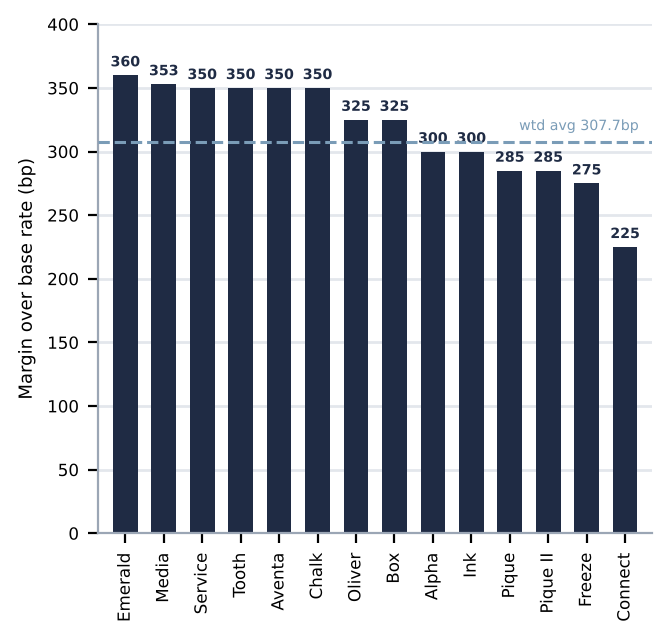 Margin over base rate (bp)
400
350
300
250
200
150
100
50
0
360
353
350
350
350
350
325
325
300
300
285
285
275
225
wtd avg 307.7bp
Emerald
Media
Service
Tooth
Aventa
Chalk
Oliver
Box
Alpha
Ink
Pique
Pique II
Freeze
Connect